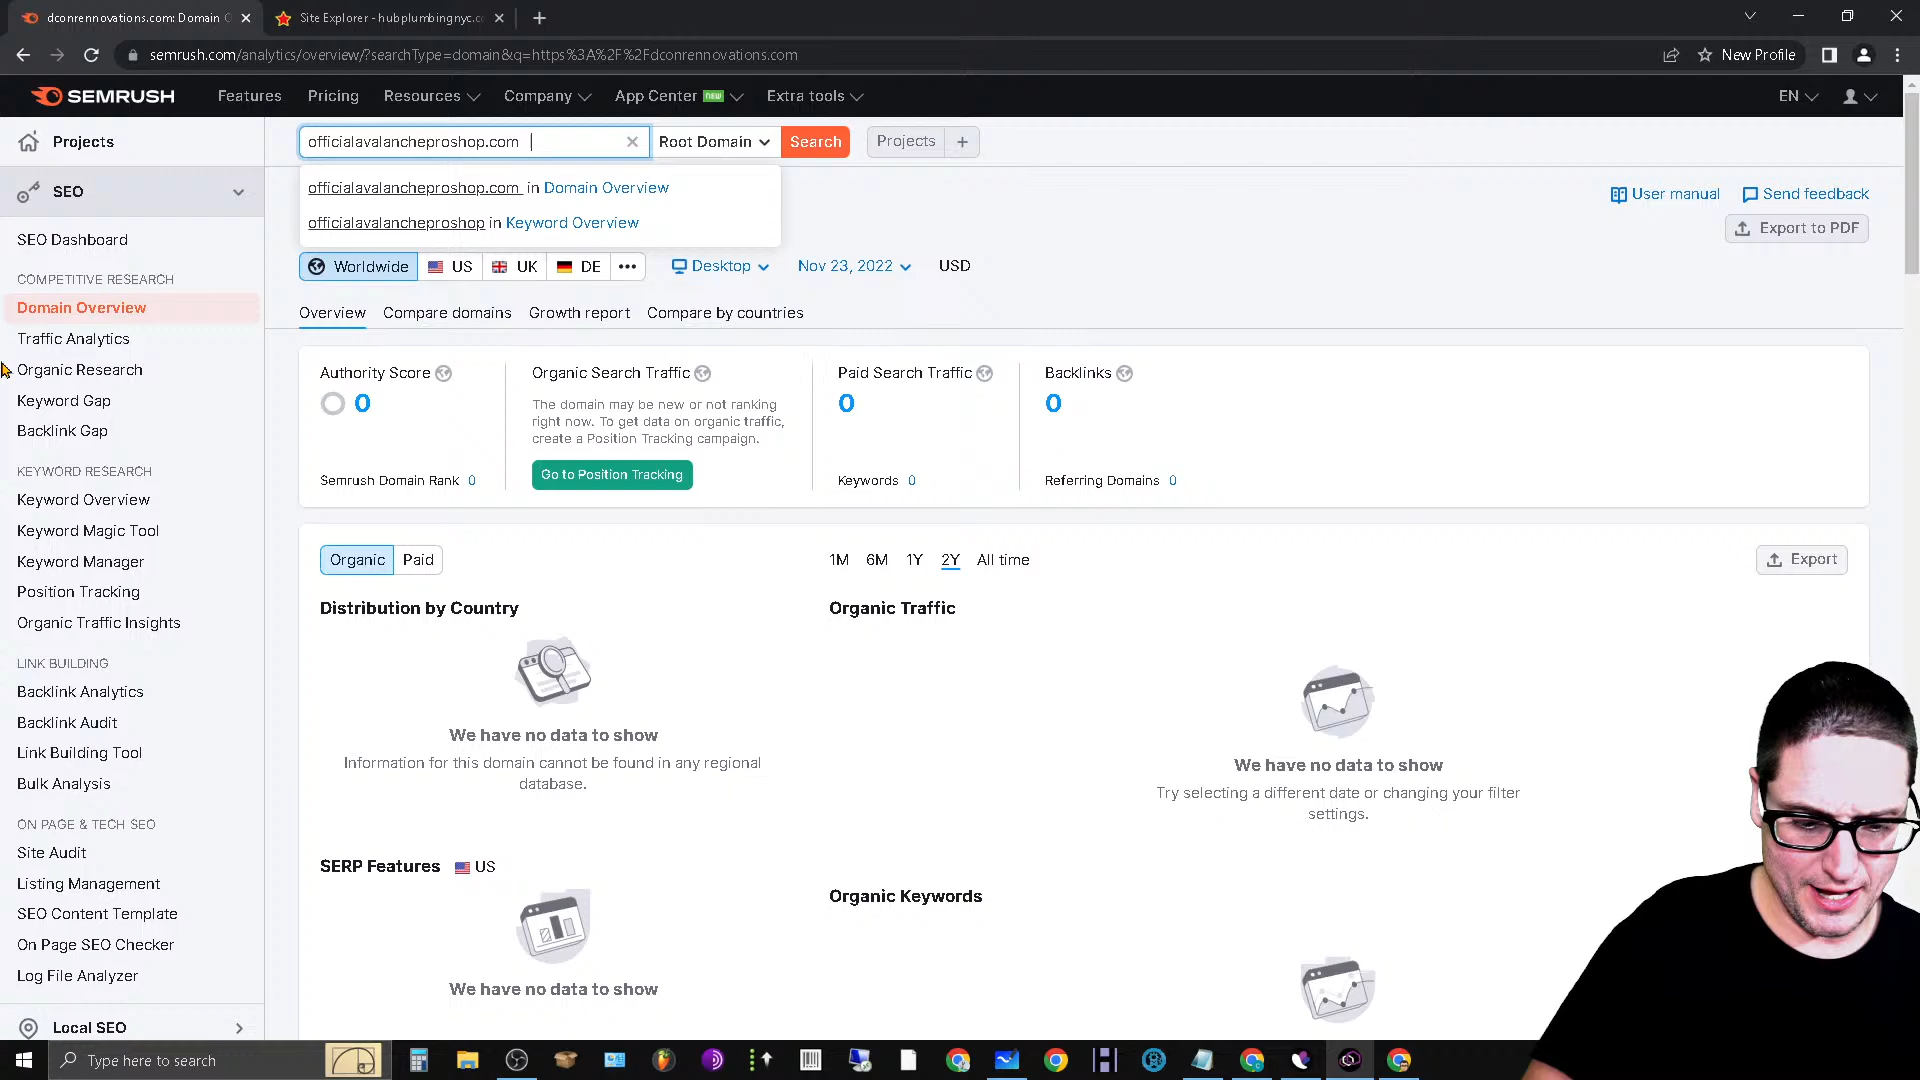 dconrennovations.com: Domain O
Site Explorer - hubplumbingnyc.c
semrush.com/analytics/overview/?searchType=domain&q=https%3A%2F%2Fdconrennovations.com
New Profile
SEMRUSH
Features
Pricing
Resources
Company
App Center NEW
Extra tools
EN
Projects
officialavalancheproshop.com
Root Domain
Search
Projects +
SEO
officialavalancheproshop.com in Domain Overview
officialavalancheproshop in Keyword Overview
User manual
Send feedback
Export to PDF
SEO Dashboard
COMPETITIVE RESEARCH
Domain Overview
Traffic Analytics
Organic Research
Keyword Gap
Backlink Gap
KEYWORD RESEARCH
Keyword Overview
Keyword Magic Tool
Keyword Manager
Position Tracking
Organic Traffic Insights
LINK BUILDING
Backlink Analytics
Backlink Audit
Link Building Tool
Bulk Analysis
ON PAGE & TECH SEO
Site Audit
Listing Management
SEO Content Template
On Page SEO Checker
Log File Analyzer
Local SEO
Worldwide
US
UK
DE
Desktop
Nov 23, 2022
USD
Overview
Compare domains
Growth report
Compare by countries
Authority Score
0
Semrush Domain Rank 0
Organic Search Traffic
The domain may be new or not ranking
right now. To get data on organic traffic,
create a Position Tracking campaign.
Go to Position Tracking
Paid Search Traffic
0
Keywords 0
Backlinks
0
Referring Domains 0
Organic
Paid
1M 6M 1Y 2Y All time
Export
Distribution by Country
We have no data to show
Information for this domain cannot be found in any regional
database.
Organic Traffic
We have no data to show
Try selecting a different date or changing your filter
settings.
SERP Features
US
We have no data to show
Organic Keywords
Type here to search